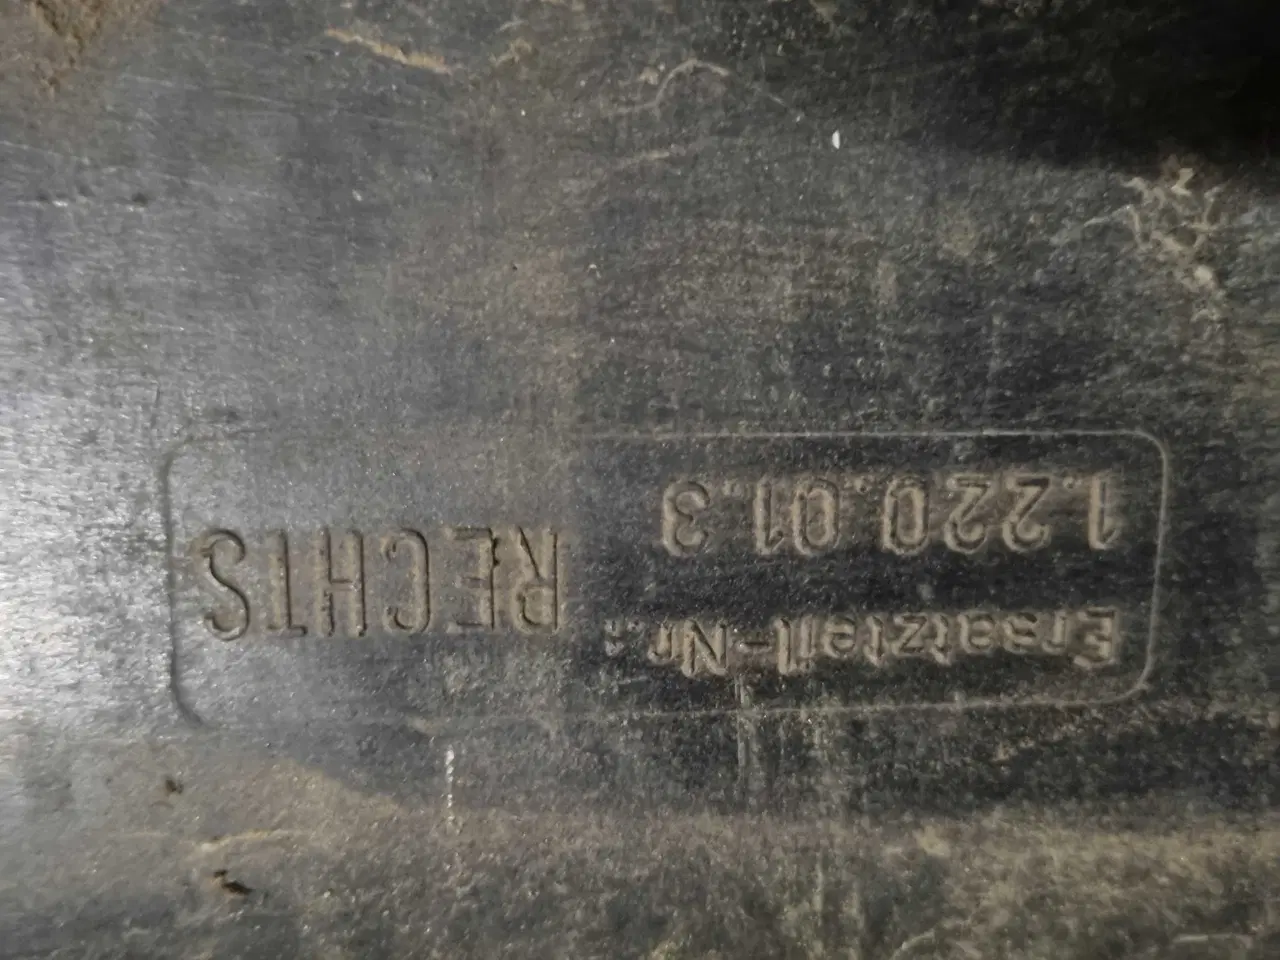 Ersatzteil-Nr.:
1.220.01.3
RECHTS